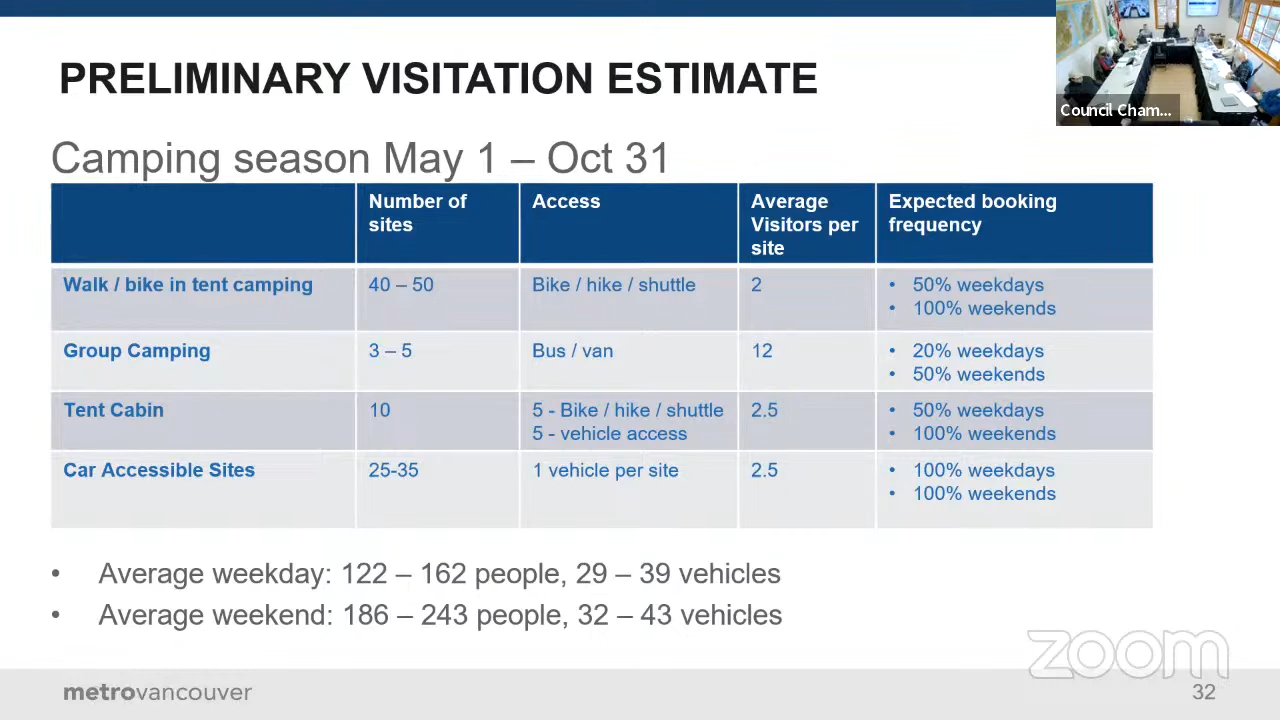 PRELIMINARY VISITATION ESTIMATE
Council Cham...
Camping season May 1 – Oct 31
Number of sites
Access
Average Visitors per site
Expected booking frequency
Walk / bike in tent camping
40 – 50
Bike / hike / shuttle
2
• 50% weekdays
• 100% weekends
Group Camping
3 – 5
Bus / van
12
• 20% weekdays
• 50% weekends
Tent Cabin
10
5 - Bike / hike / shuttle
5 - vehicle access
2.5
• 50% weekdays
• 100% weekends
Car Accessible Sites
25-35
1 vehicle per site
2.5
• 100% weekdays
• 100% weekends
• Average weekday: 122 – 162 people, 29 – 39 vehicles
• Average weekend: 186 – 243 people, 32 – 43 vehicles
zoom
metrovancouver
32